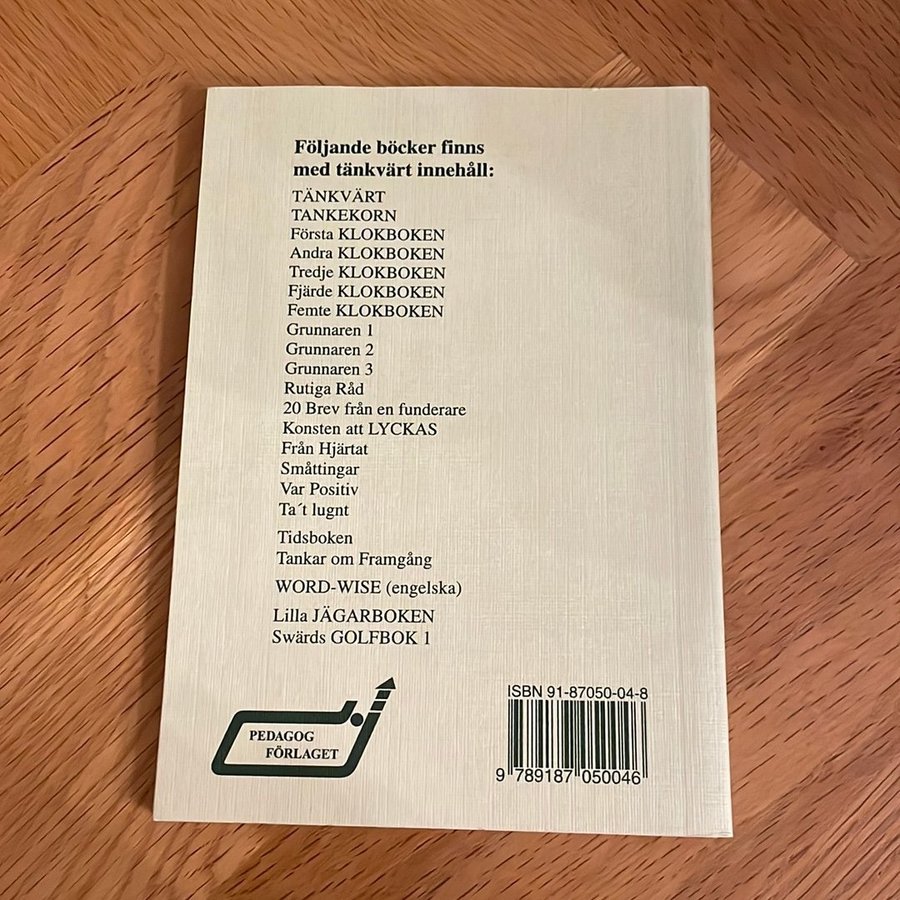 Följande böcker finns
med tänkvärt innehåll:
TÄNKVÄRT
TANKEKORN
Första KLOKBOKEN
Andra KLOKBOKEN
Tredje KLOKBOKEN
Fjärde KLOKBOKEN
Femte KLOKBOKEN
Grunnaren 1
Grunnaren 2
Grunnaren 3
Rutiga Råd
20 Brev från en funderare
Konsten att LYCKAS
Från Hjärtat
Småttingar
Var Positiv
Ta´t lugnt
Tidsboken
Tankar om Framgång
WORD-WISE (engelska)
Lilla JÄGARBOKEN
Swärds GOLFBOK 1
PEDAGOG
FÖRLAGET
ISBN 91-87050-04-8
9 789187 050046